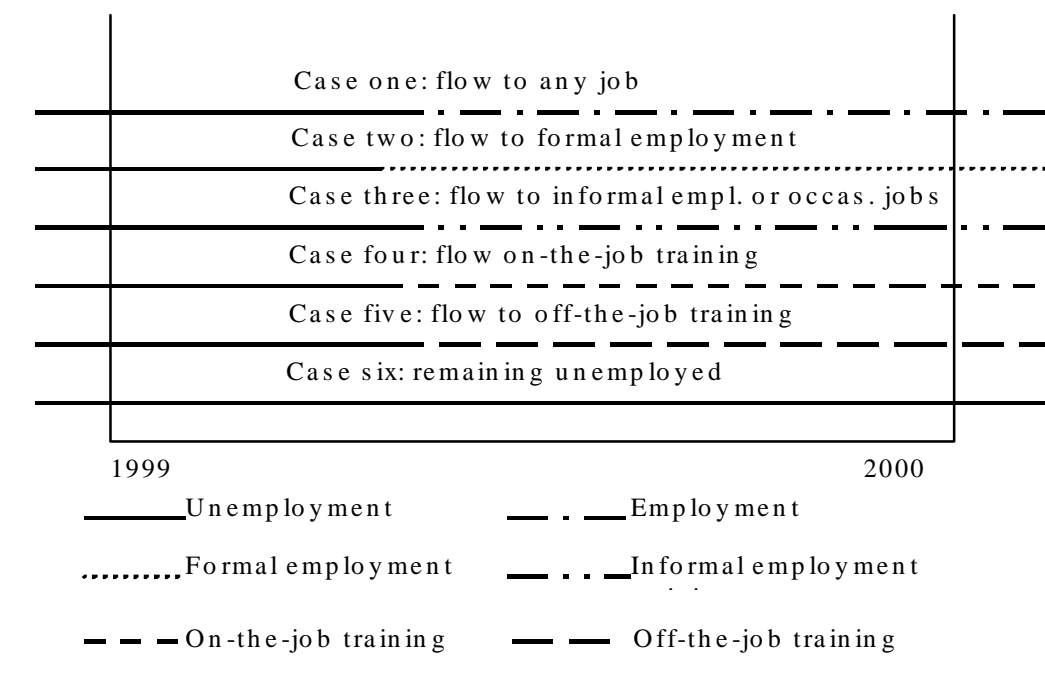 Case one: flow to any job
Case two: flow to formal employment
Case three: flow to informal empl. or occas. jobs
Case four: flow on-the-job training
Case five: flow to off-the-job training
Case six: remaining unemployed
1999 2000
Unemployment Employment
Formal employment Informal employment
On-the-job training Off-the-job training